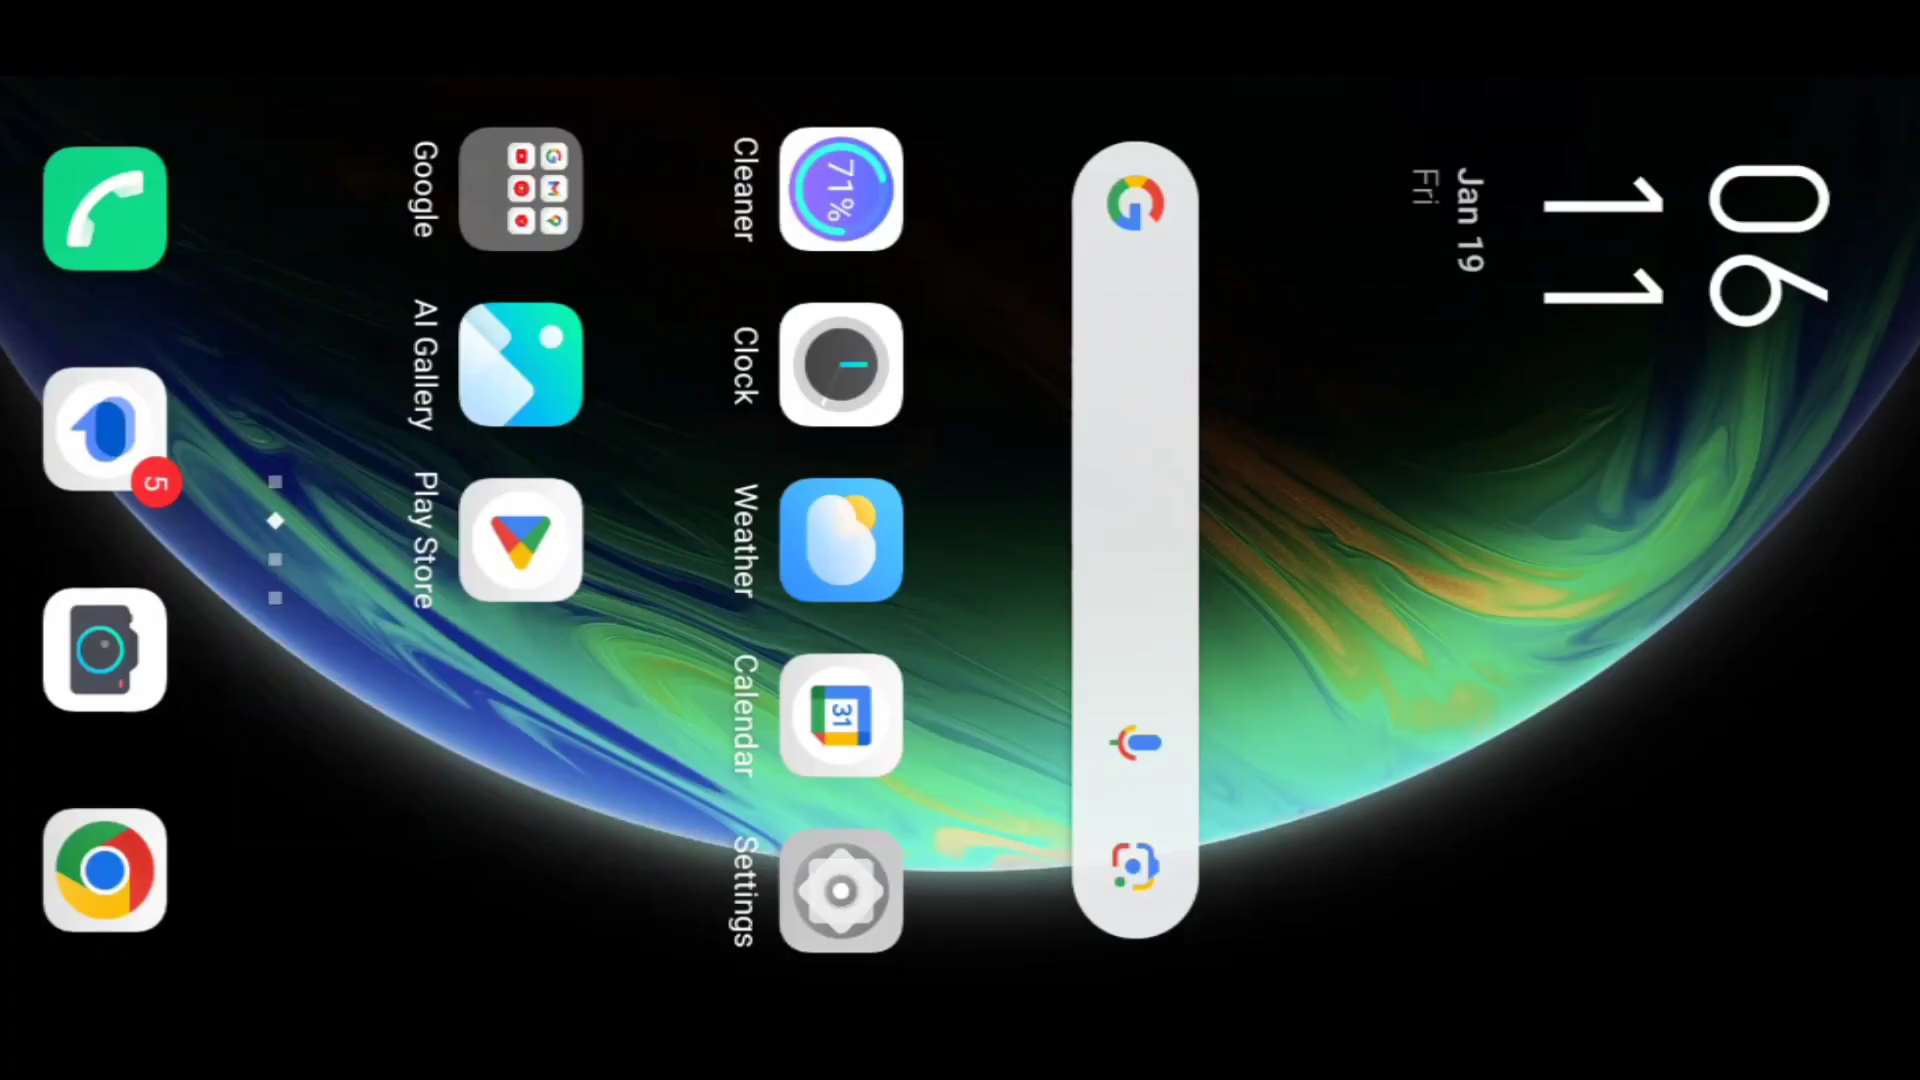 06
11
Jan 19
Fri
71%
Cleaner
Clock
31
Weather
Calendar
Settings
Google
AI Gallery
Play Store
5